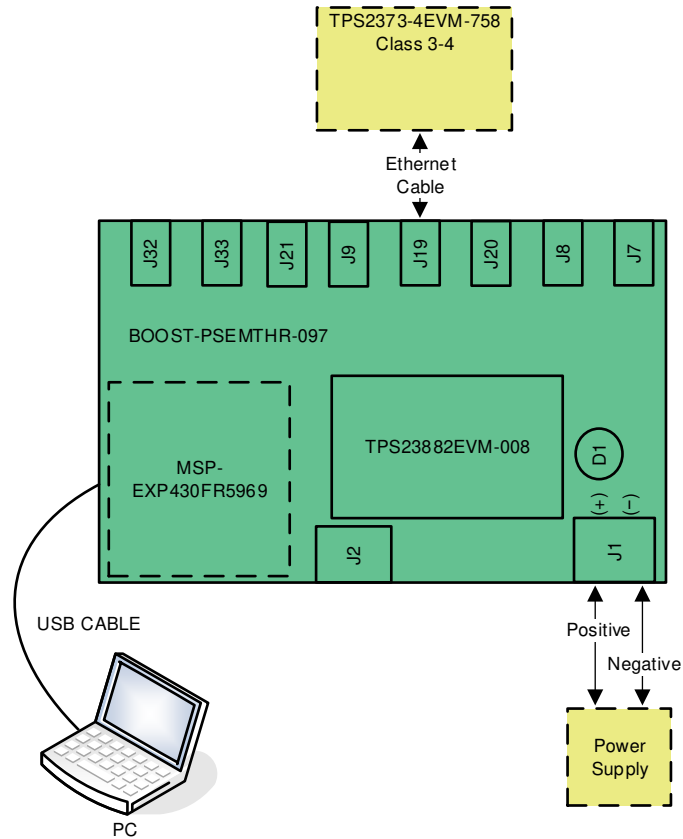 TPS2373-4EVM-758
Class 3-4
Ethernet
Cable
J32
J33
J21
J9
J19
J20
J8
J7
BOOST-PSEMTHR-097
MSP-
EXP430FR5969
TPS23882EVM-008
D1
(+)
(−)
J2
J1
USB CABLE
Positive
Negative
Power
Supply
PC